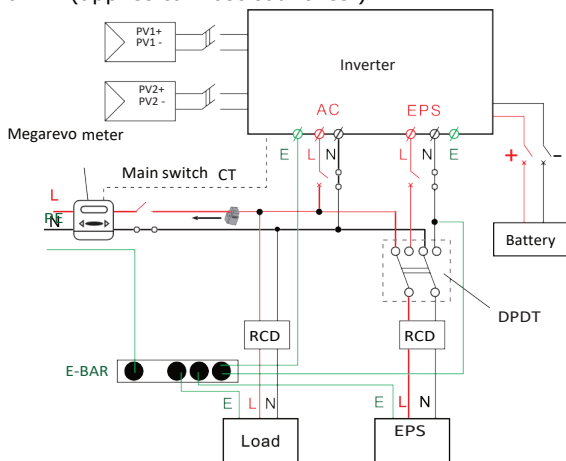 PV1+
PV1 -
PV2+
PV2 -
Inverter
AC
EPS
E
L
N
L
N
E
Megarevo meter
Main switch
CT
L
N
+
-
Battery
DPDT
RCD
RCD
E-BAR
E
L
N
E
L
N
Load
EPS